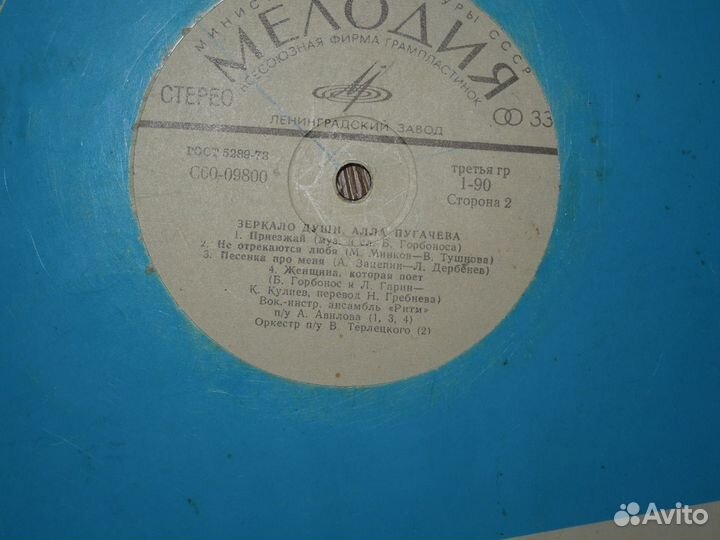 МЕЛОДИЯ
ВСЕСОЮЗНАЯ ФИРМА ГРАМПЛАСТИНОК
СТЕРЕО
33
ЛЕНИНГРАДСКИЙ ЗАВОД
ГОСТ 5289-73
третья гр
С60-09800
1-90
Сторона 2
ЗЕРКАЛО ДУШИ. АЛЛА ПУГАЧЕВА
1. Приезжай (муз. и сл. Б. Горбоноса)
2. Не отрекаются любя (М. Минков—В. Тушнова)
3. Песенка про меня (А. Зацепин—Л. Дербенев)
4. Женщина, которая поет
(Б. Горбонос и Л. Гарин—
К. Кулиев, перевод Н. Гребнева)
Вок.-инстр. ансамбль «Ритм»
п/у А. Авилова (1, 3, 4)
Оркестр п/у В. Терлецкого (2)
Avito